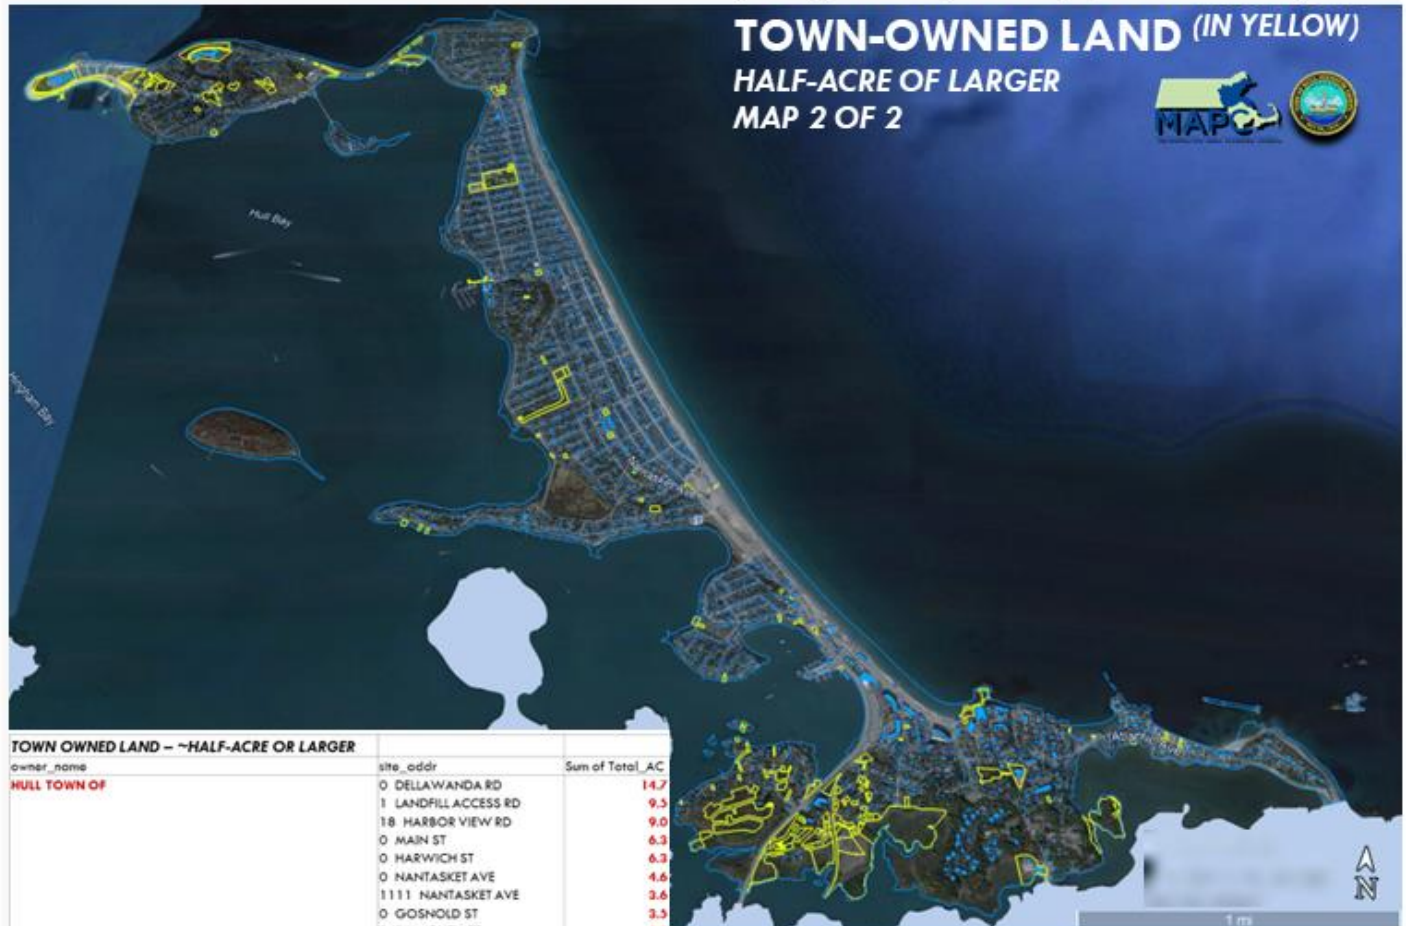 TOWN-OWNED LAND (IN YELLOW)
HALF-ACRE OF LARGER
MAP 2 OF 2
MAPC
Hull Bay
Hingham Bay
TOWN OWNED LAND – ~HALF-ACRE OR LARGER
owner_name site_addr Sum of Total_AC
HULL TOWN OF 0 DELLAWANDA RD 14.7
1 LANDFILL ACCESS RD 9.5
18 HARBOR VIEW RD 9.0
0 MAIN ST 6.3
0 HARWICH ST 6.3
0 NANTASKET AVE 4.6
1111 NANTASKET AVE 3.6
0 GOSNOLD ST 3.5
N
1 mi